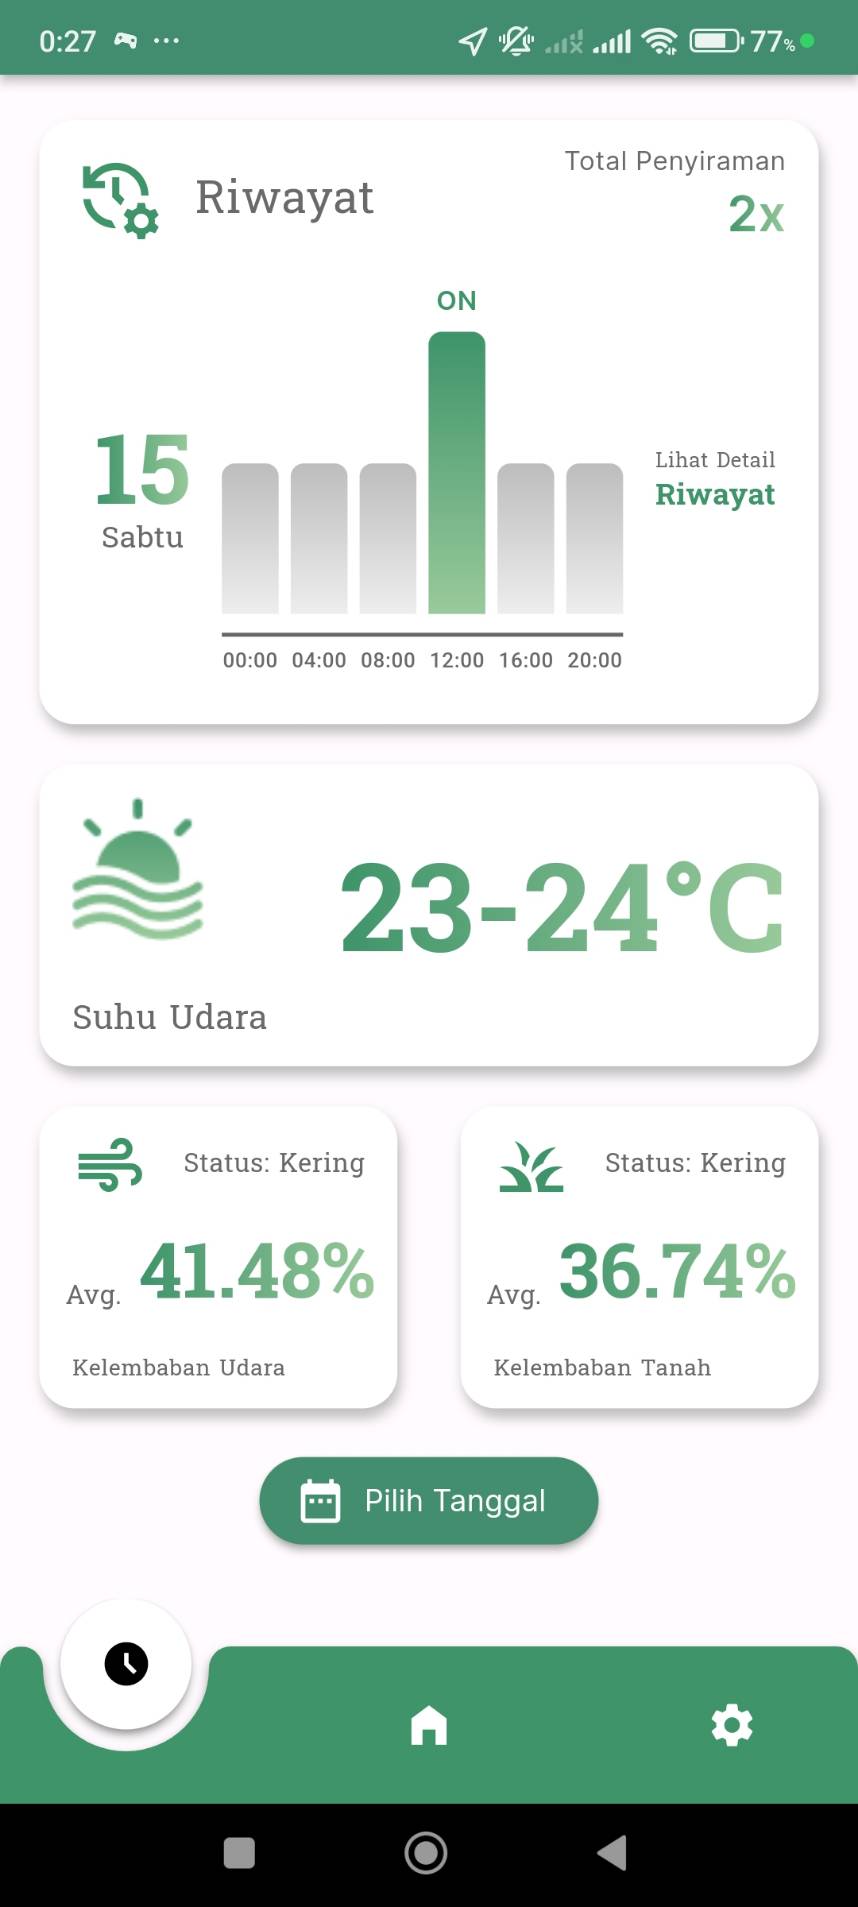 0:27
77%
Riwayat
Total Penyiraman
2x
ON
15
Sabtu
Lihat Detail
Riwayat
00:00 04:00 08:00 12:00 16:00 20:00
23-24°C
Suhu Udara
Status: Kering
Avg. 41.48%
Kelembaban Udara
Status: Kering
Avg. 36.74%
Kelembaban Tanah
Pilih Tanggal